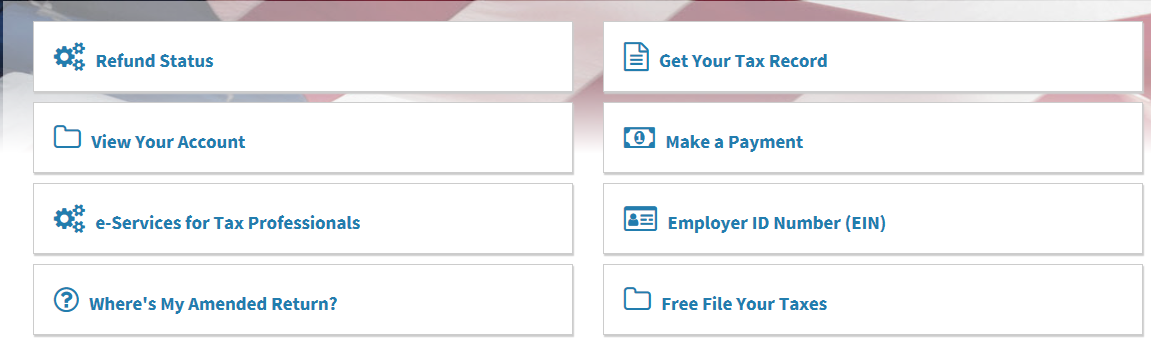 Refund Status
Get Your Tax Record
View Your Account
Make a Payment
e-Services for Tax Professionals
Employer ID Number (EIN)
Where's My Amended Return?
Free File Your Taxes